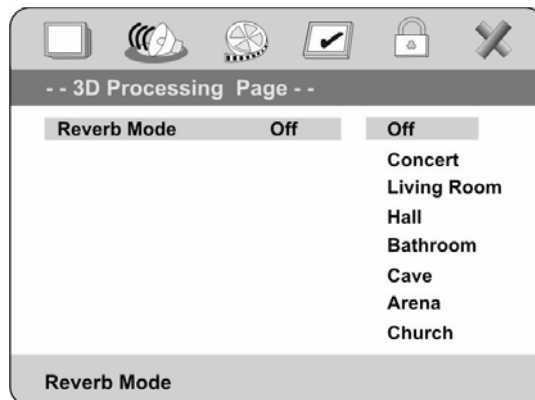 - - 3D Processing Page - -
Reverb Mode Off Off
Concert
Living Room
Hall
Bathroom
Cave
Arena
Church
Reverb Mode